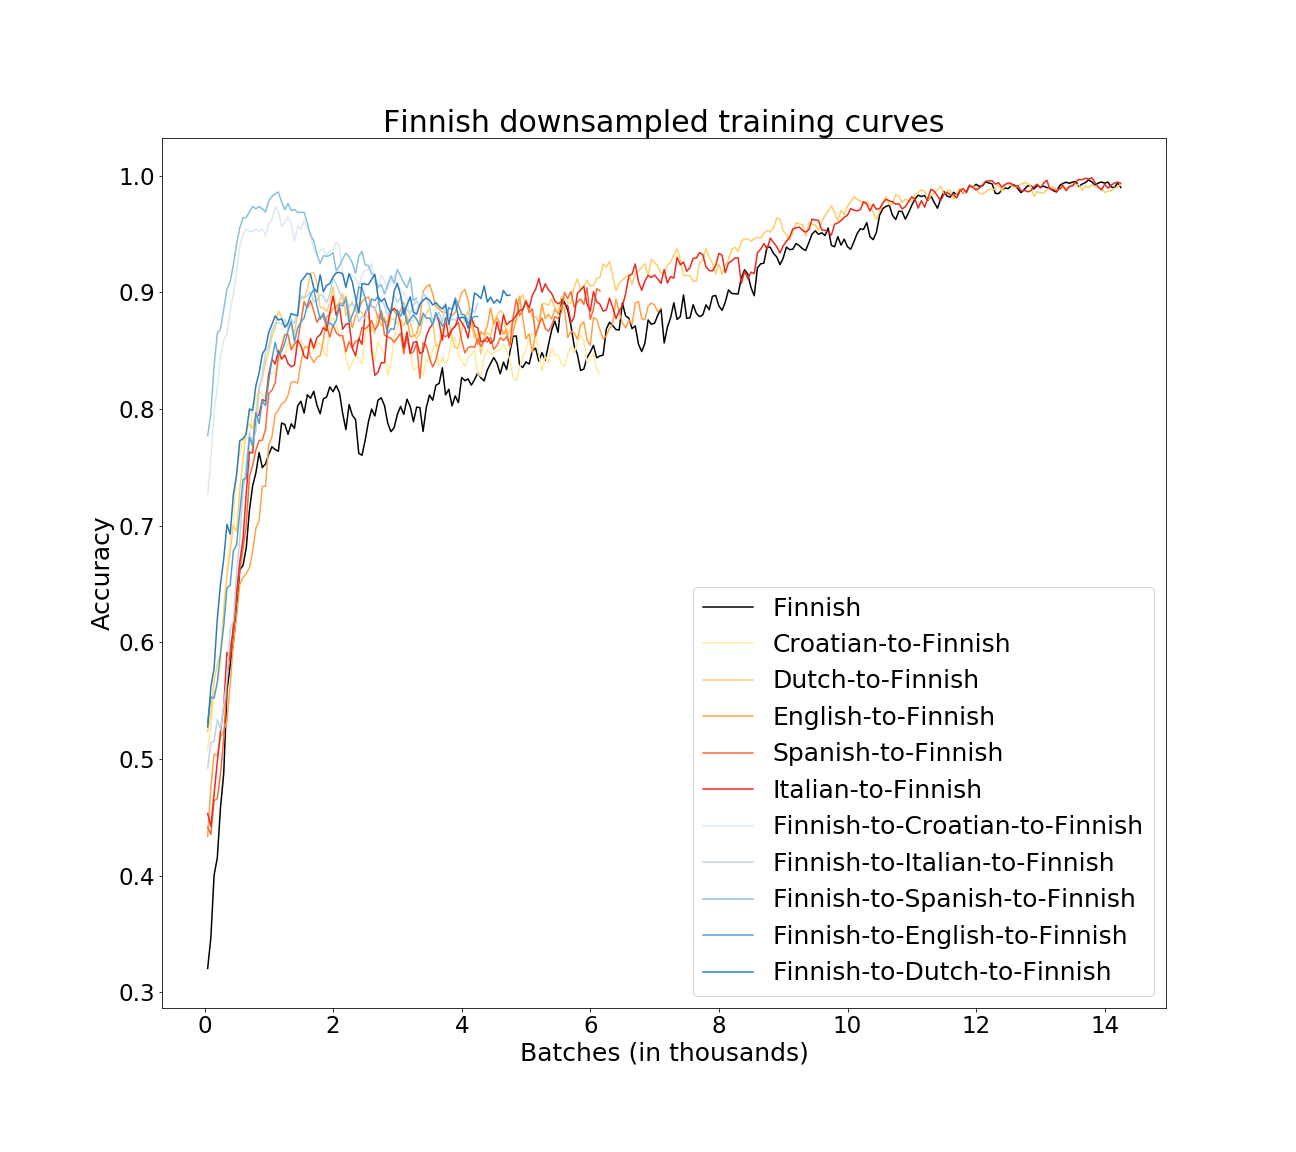 Finnish downsampled training curves
1.0
0.9
0.8
0.7
0.6
0.5
0.4
0.3
Accuracy
Finnish
Croatian-to-Finnish
Dutch-to-Finnish
English-to-Finnish
Spanish-to-Finnish
Italian-to-Finnish
Finnish-to-Croatian-to-Finnish
Finnish-to-Italian-to-Finnish
Finnish-to-Spanish-to-Finnish
Finnish-to-English-to-Finnish
Finnish-to-Dutch-to-Finnish
0 2 4 6 8 10 12 14
Batches (in thousands)